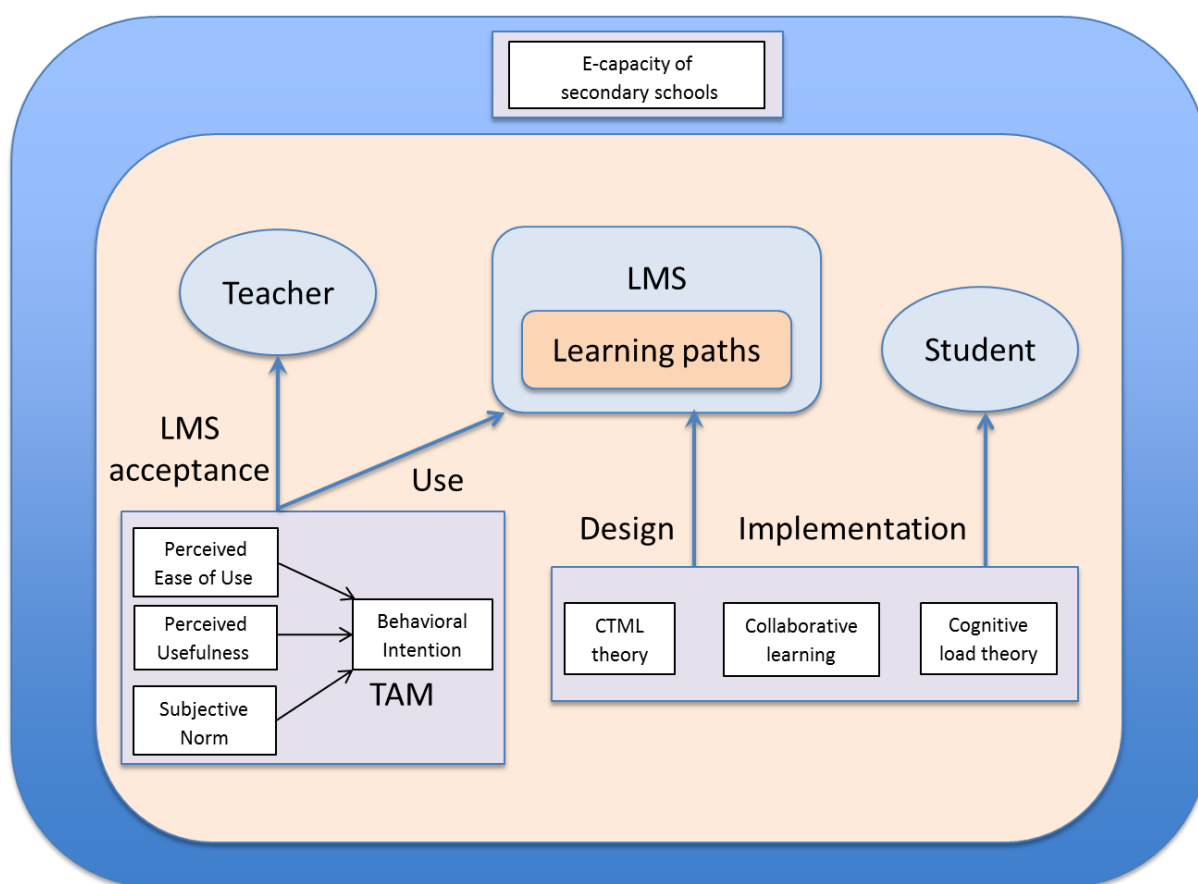 E-capacity of
secondary schools
Teacher
LMS
Learning paths
Student
LMS
acceptance
Use
Design
Implementation
Perceived
Ease of Use
Perceived
Usefulness
Subjective
Norm
Behavioral
Intention
TAM
CTML
theory
Collaborative
learning
Cognitive
load theory